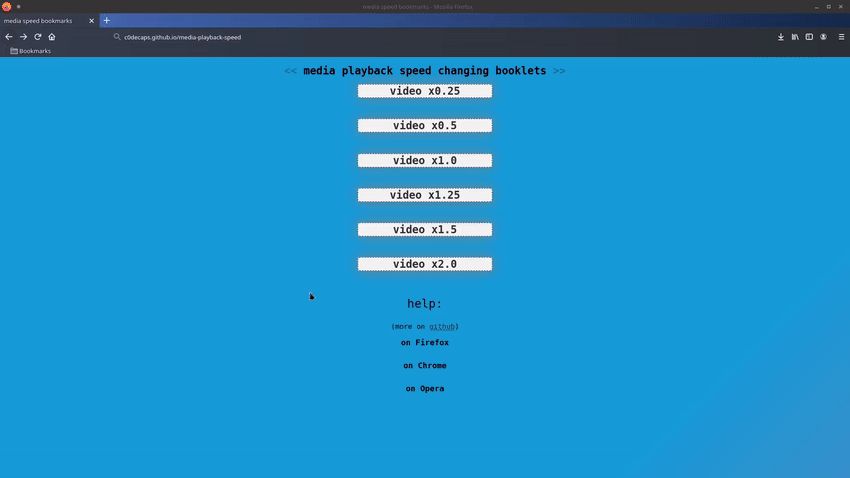 media speed bookmarks - Mozilla Firefox
media speed bookmarks
c0decaps.github.io/media-playback-speed
Bookmarks
<< media playback speed changing booklets >>
video x0.25
video x0.5
video x1.0
video x1.25
video x1.5
video x2.0
help:
(more on github)
on Firefox
on Chrome
on Opera